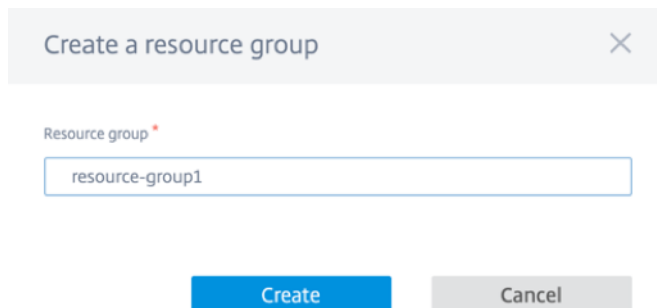 Create a resource group
Resource group *
resource-group1
Create
Cancel